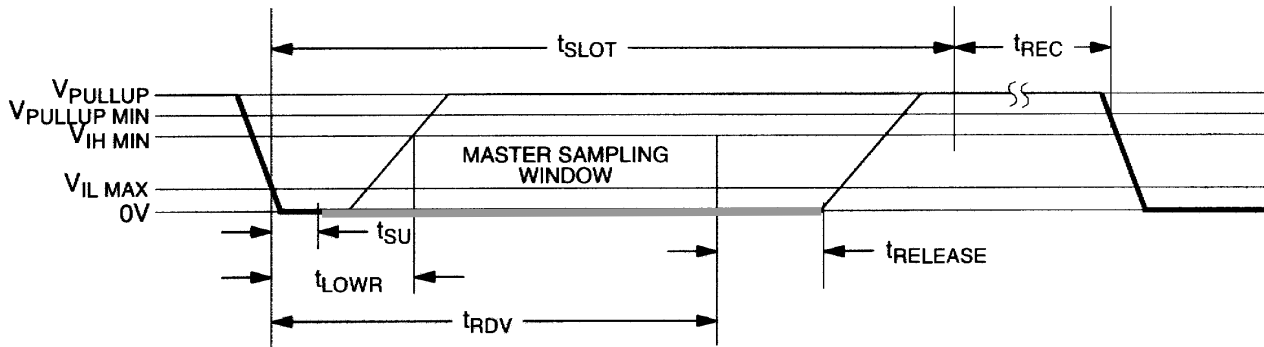 tSLOT
tREC
VPULLUP
VPULLUP MIN
VIH MIN
MASTER SAMPLING
WINDOW
VIL MAX
0V
tSU
tRELEASE
tLOWR
tRDV